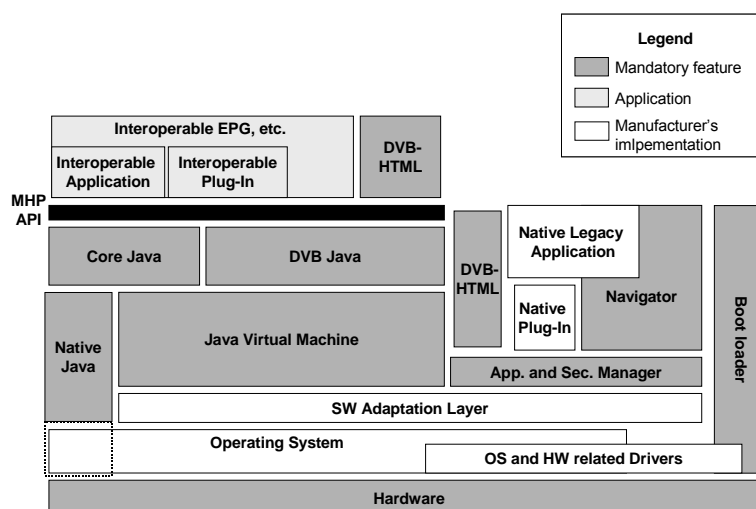 Legend
Mandatory feature
Application
Manufacturer's
imlpementation
Interoperable EPG, etc.
Interoperable
Application
Interoperable
Plug-In
DVB-
HTML
MHP
API
Core Java
DVB Java
DVB-
HTML
Native Legacy
Application
Navigator
Native
Plug-In
Boot loader
Native
Java
Java Virtual Machine
App. and Sec. Manager
SW Adaptation Layer
Operating System
OS and HW related Drivers
Hardware